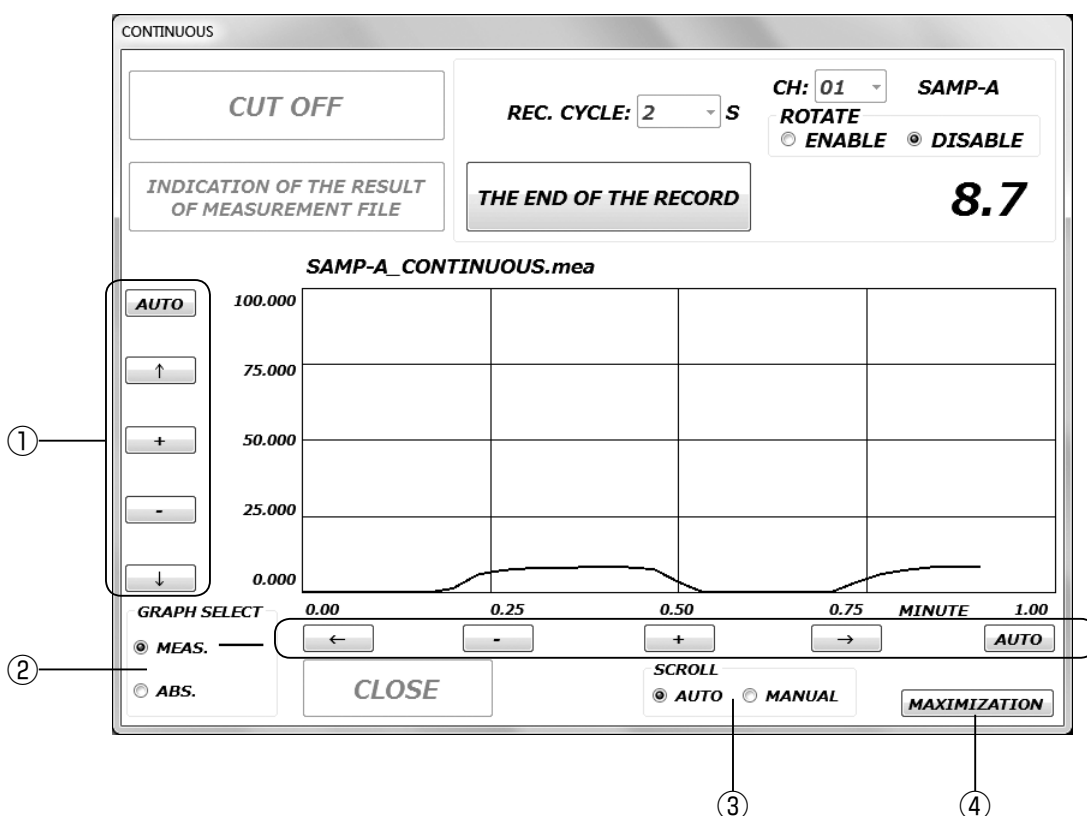 CONTINUOUS
CUT OFF
REC. CYCLE: 2 S
CH: 01 SAMP-A
ROTATE
ENABLE DISABLE
INDICATION OF THE RESULT
OF MEASUREMENT FILE
THE END OF THE RECORD
8.7
SAMP-A_CONTINUOUS.mea
AUTO
↑
+
-
↓
100.000
75.000
50.000
25.000
0.000
①
0.00 0.25 0.50 0.75 MINUTE 1.00
← - + → AUTO
GRAPH SELECT
MEAS.
ABS.
②
CLOSE
SCROLL
AUTO MANUAL
MAXIMIZATION
③ ④